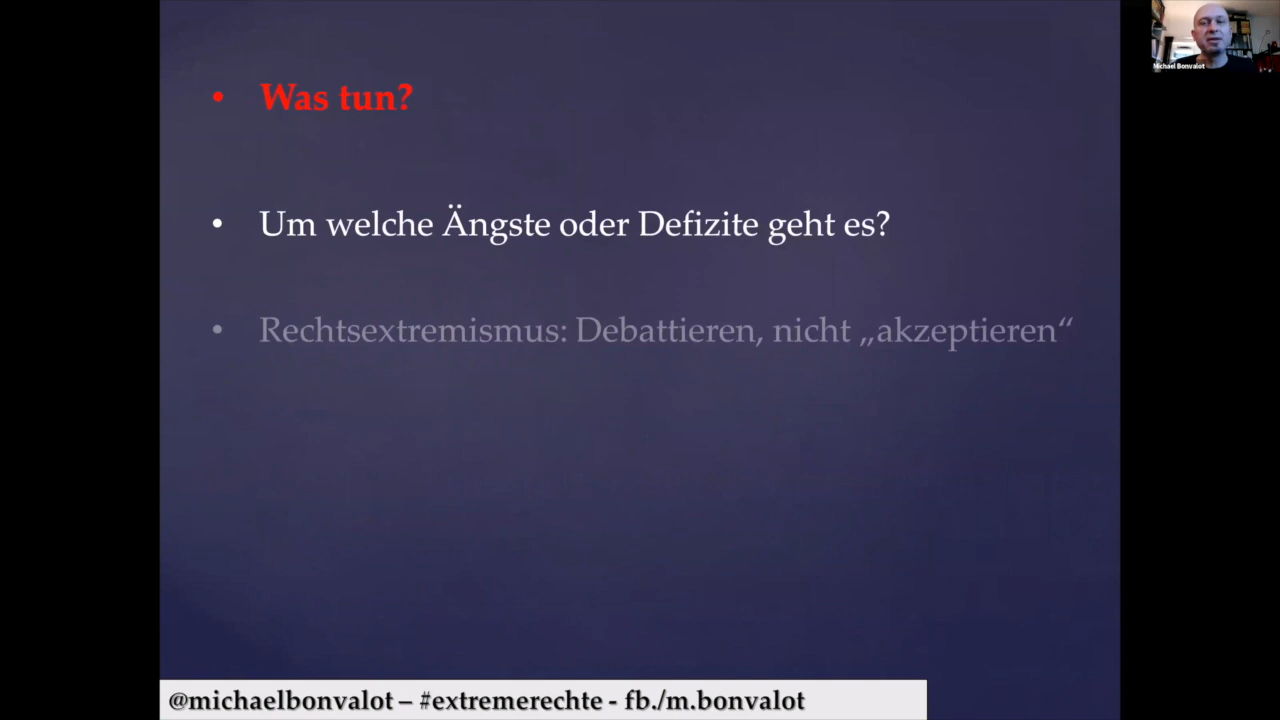 Michael Bonvalot
• Was tun?
• Um welche Ängste oder Defizite geht es?
• Rechtsextremismus: Debattieren, nicht „akzeptieren“
@michaelbonvalot – #extremerechte - fb./m.bonvalot